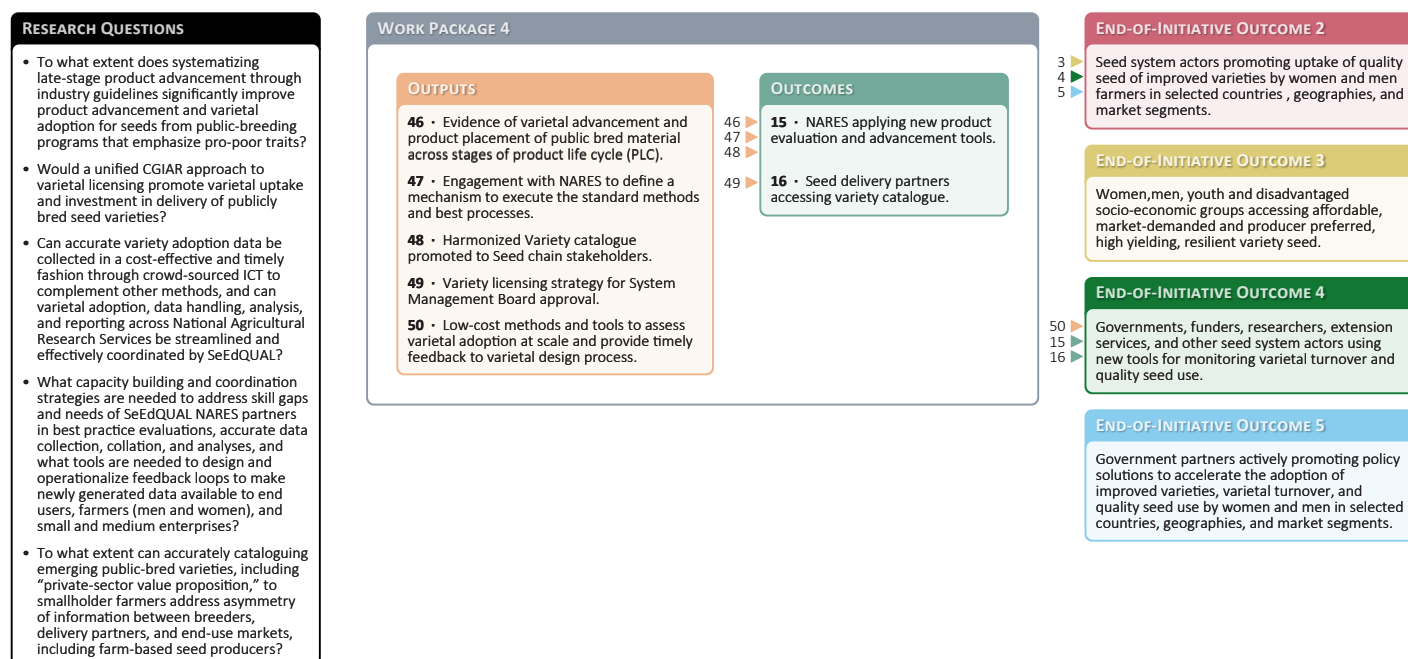 RESEARCH QUESTIONS
• To what extent does systematizing
late-stage product advancement through
industry guidelines significantly improve
product advancement and varietal
adoption for seeds from public-breeding
programs that emphasize pro-poor traits?
• Would a unified CGIAR approach to
varietal licensing promote varietal uptake
and investment in delivery of publicly
bred seed varieties?
• Can accurate variety adoption data be
collected in a cost-effective and timely
fashion through crowd-sourced ICT to
complement other methods, and can
varietal adoption, data handling, analysis,
and reporting across National Agricultural
Research Services be streamlined and
effectively coordinated by SeEdQUAL?
• What capacity building and coordination
strategies are needed to address skill gaps
and needs of SeEdQUAL NARES partners
in best practice evaluations, accurate data
collection, collation, and analyses, and
what tools are needed to design and
operationalize feedback loops to make
newly generated data available to end
users, farmers (men and women), and
small and medium enterprises?
• To what extent can accurately cataloguing
emerging public-bred varieties, including
“private-sector value proposition,” to
smallholder farmers address asymmetry
of information between breeders,
delivery partners, and end-use markets,
including farm-based seed producers?
WORK PACKAGE 4
OUTPUTS
46 · Evidence of varietal advancement and
product placement of public bred material
across stages of product life cycle (PLC).
47 · Engagement with NARES to define a
mechanism to execute the standard methods
and best processes.
48 · Harmonized Variety catalogue
promoted to Seed chain stakeholders.
49 · Variety licensing strategy for System
Management Board approval.
50 · Low-cost methods and tools to assess
varietal adoption at scale and provide timely
feedback to varietal design process.
46
47
48
49
OUTCOMES
15 · NARES applying new product
evaluation and advancement tools.
16 · Seed delivery partners
accessing variety catalogue.
3
4
5
END-OF-INITIATIVE OUTCOME 2
Seed system actors promoting uptake of quality
seed of improved varieties by women and men
farmers in selected countries , geographies, and
market segments.
END-OF-INITIATIVE OUTCOME 3
Women,men, youth and disadvantaged
socio-economic groups accessing affordable,
market-demanded and producer preferred,
high yielding, resilient variety seed.
50
15
16
END-OF-INITIATIVE OUTCOME 4
Governments, funders, researchers, extension
services, and other seed system actors using
new tools for monitoring varietal turnover and
quality seed use.
END-OF-INITIATIVE OUTCOME 5
Government partners actively promoting policy
solutions to accelerate the adoption of
improved varieties, varietal turnover, and
quality seed use by women and men in selected
countries, geographies, and market segments.